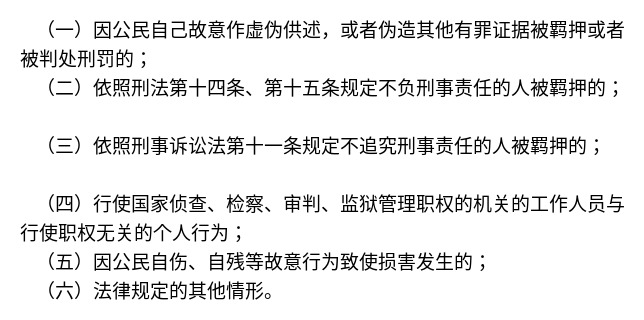 （一）因公民自己故意作虚伪供述，或者伪造其他有罪证据被羁押或者
被判处刑罚的；
（二）依照刑法第十四条、第十五条规定不负刑事责任的人被羁押的；
（三）依照刑事诉讼法第十一条规定不追究刑事责任的人被羁押的；
（四）行使国家侦查、检察、审判、监狱管理职权的机关的工作人员与
行使职权无关的个人行为；
（五）因公民自伤、自残等故意行为致使损害发生的；
（六）法律规定的其他情形。